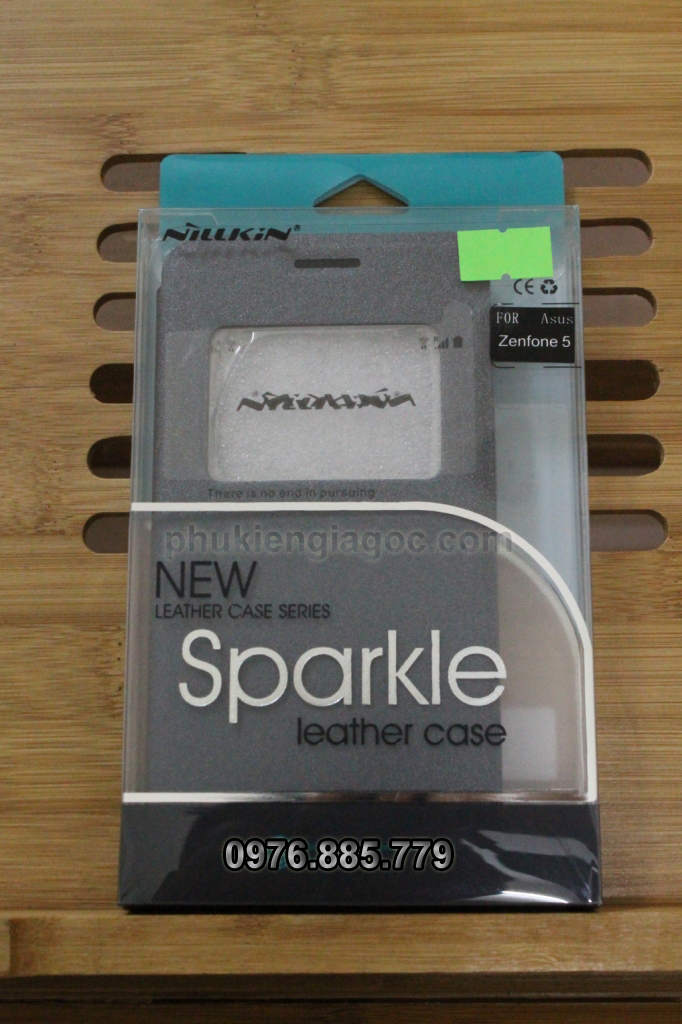 NILLKIN®
CE
FOR Asus
Zenfone 5
NILLKIN
There is no end in pursuing
phukiengiagoc.com
NEW
LEATHER CASE SERIES
Sparkle
leather case
0976.885.779